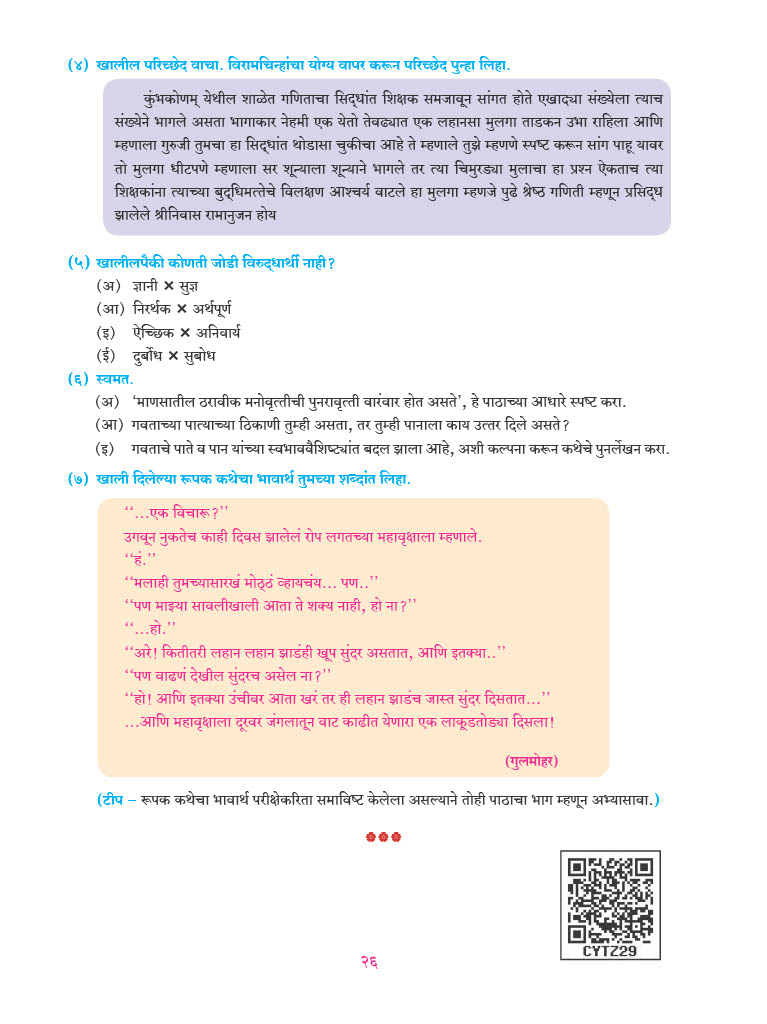 (४) खालील परिच्छेद वाचा. विरामचिन्हांचा योग्य वापर करून परिच्छेद पुन्हा लिहा.
कुंभकोणम् येथील शाळेत गणिताचा सिद्धांत शिक्षक समजावून सांगत होते एखाद्या संख्येला त्याच
संख्येने भागले असता भागाकार नेहमी एक येतो तेवढ्यात एक लहानसा मुलगा ताडकन उभा राहिला आणि
म्हणाला गुरुजी तुमचा हा सिद्धांत थोडासा चुकीचा आहे ते म्हणाले तुझे म्हणणे स्पष्ट करून सांग पाहू यावर
तो मुलगा धीटपणे म्हणाला सर शून्याला शून्याने भागले तर त्या चिमुरड्या मुलाचा हा प्रश्न ऐकताच त्या
शिक्षकांना त्याच्या बुद्धिमत्तेचे विलक्षण आश्चर्य वाटले हा मुलगा म्हणजे पुढे श्रेष्ठ गणिती म्हणून प्रसिद्ध
झालेले श्रीनिवास रामानुजन होय
(५) खालीलपैकी कोणती जोडी विरुद्धार्थी नाही?
(अ) ज्ञानी × सुज्ञ
(आ) निरर्थक × अर्थपूर्ण
(इ) ऐच्छिक × अनिवार्य
(ई) दुर्बोध × सुबोध
(६) स्वमत.
(अ) ‘माणसातील ठरावीक मनोवृत्तीची पुनरावृत्ती वारंवार होत असते’, हे पाठाच्या आधारे स्पष्ट करा.
(आ) गवताच्या पात्याच्या ठिकाणी तुम्ही असता, तर तुम्ही पानाला काय उत्तर दिले असते?
(इ) गवताचे पाते व पान यांच्या स्वभाववैशिष्ट्यांत बदल झाला आहे, अशी कल्पना करून कथेचे पुनर्लेखन करा.
(७) खाली दिलेल्या रूपक कथेचा भावार्थ तुमच्या शब्दांत लिहा.
‘‘...एक विचारू?’’
उगवून नुकतेच काही दिवस झालेलं रोप लगतच्या महावृक्षाला म्हणाले.
‘‘हं.’’
‘‘मलाही तुमच्यासारखं मोठ्ठं व्हायचंय... पण..’’
‘‘पण माझ्या सावलीखाली आता ते शक्य नाही, हो ना?’’
‘‘...हो.’’
‘‘अरे! कितीतरी लहान लहान झाडंही खूप सुंदर असतात, आणि इतक्या..’’
‘‘पण वाढणं देखील सुंदरच असेल ना?’’
‘‘हो! आणि इतक्या उंचीवर आता खरं तर ही लहान झाडंच जास्त सुंदर दिसतात...’’
...आणि महावृक्षाला दूरवर जंगलातून वाट काढीत येणारा एक लाकूडतोड्या दिसला!
(गुलमोहर)
(टीप – रूपक कथेचा भावार्थ परीक्षेकरिता समाविष्ट केलेला असल्याने तोही पाठाचा भाग म्हणून अभ्यासावा.)
CYTZ29
२६